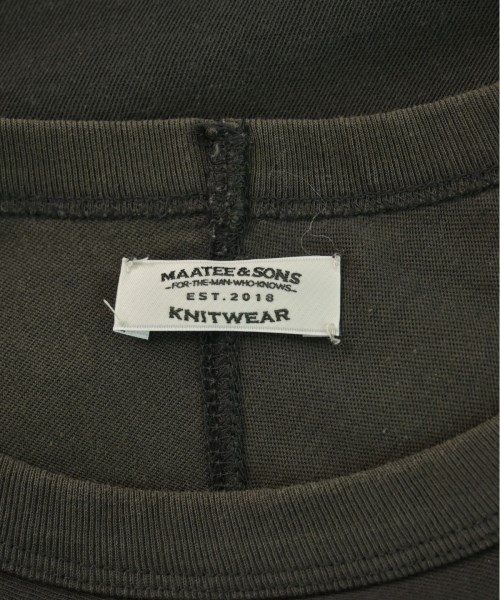 MAATEE & SONS
-FOR-THE-MAN-WHO-KNOWS-
EST. 2018
KNITWEAR